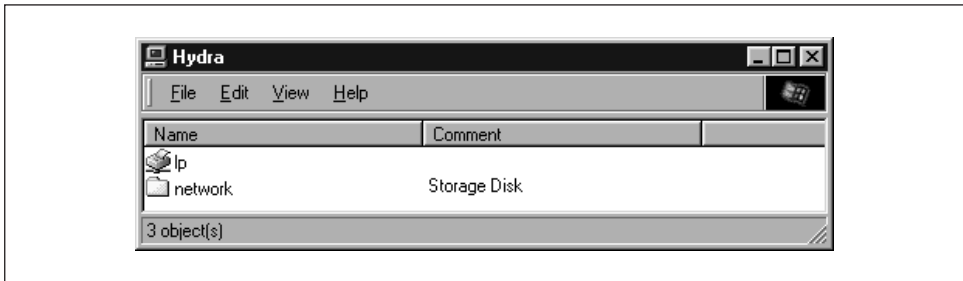 Hydra
File Edit View Help
Name Comment
lp
network Storage Disk
3 object(s)